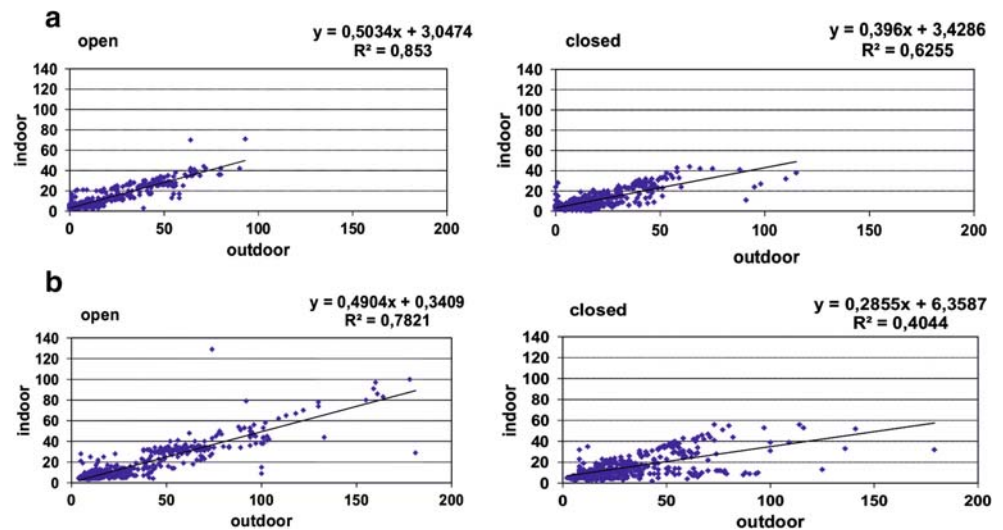 a
open
y = 0,5034x + 3,0474
R² = 0,853
140
120
100
80
60
40
20
0
indoor
0 50 100 150 200
outdoor
closed
y = 0,396x + 3,4286
R² = 0,6255
140
120
100
80
60
40
20
0
indoor
0 50 100 150 200
outdoor
b
open
y = 0,4904x + 0,3409
R² = 0,7821
140
120
100
80
60
40
20
0
indoor
0 50 100 150 200
outdoor
closed
y = 0,2855x + 6,3587
R² = 0,4044
140
120
100
80
60
40
20
0
indoor
0 50 100 150 200
outdoor